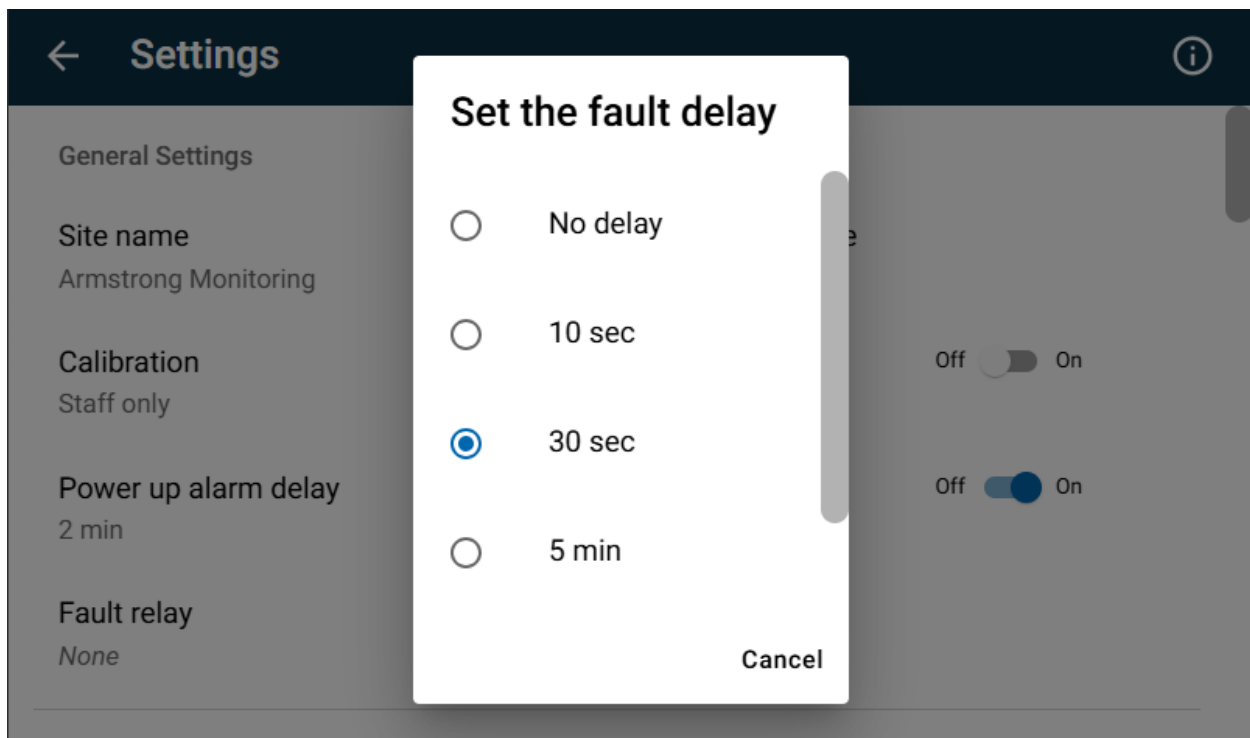 Settings
Set the fault delay
General Settings
No delay
Site name
Armstrong Monitoring
10 sec
Calibration
Staff only
Off On
30 sec
Power up alarm delay
2 min
Off On
5 min
Fault relay
None
Cancel